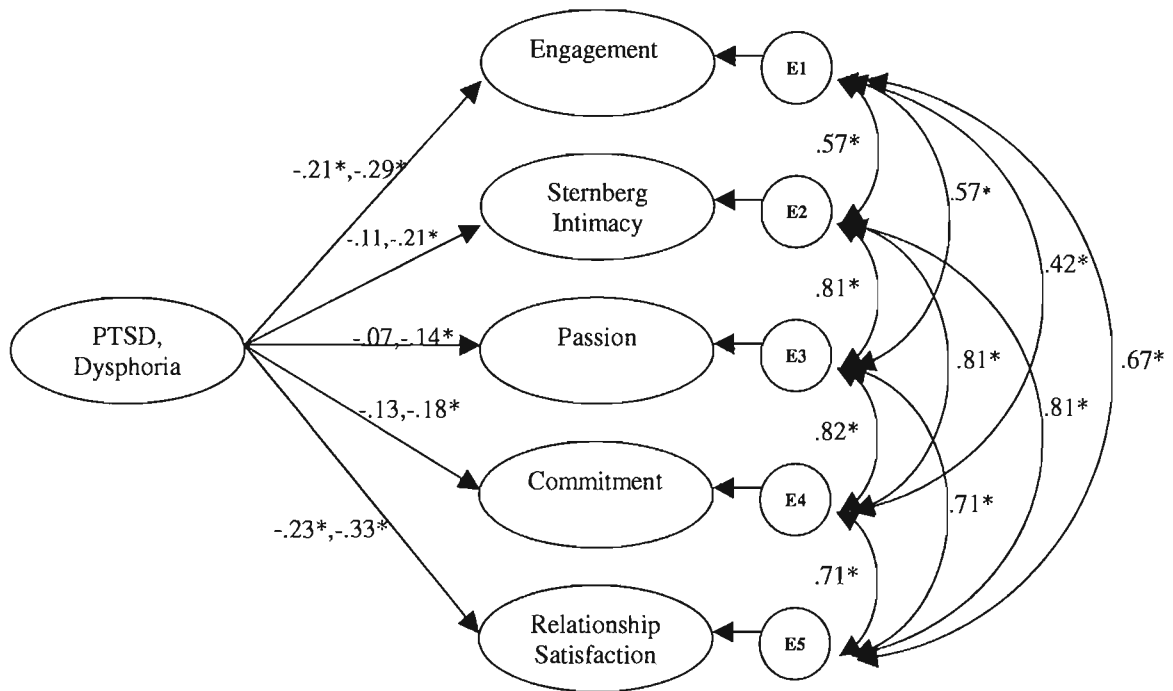 Engagement
E1
.57*
-.21*,-.29*
Sternberg
Intimacy
E2
.57*
-.11,-.21*
.42*
.81*
PTSD,
Dysphoria
-.07,-.14*
Passion
E3
.81*
.67*
.81*
-.13,-.18*
.82*
Commitment
E4
.71*
-.23*,-.33*
.71*
Relationship
Satisfaction
E5